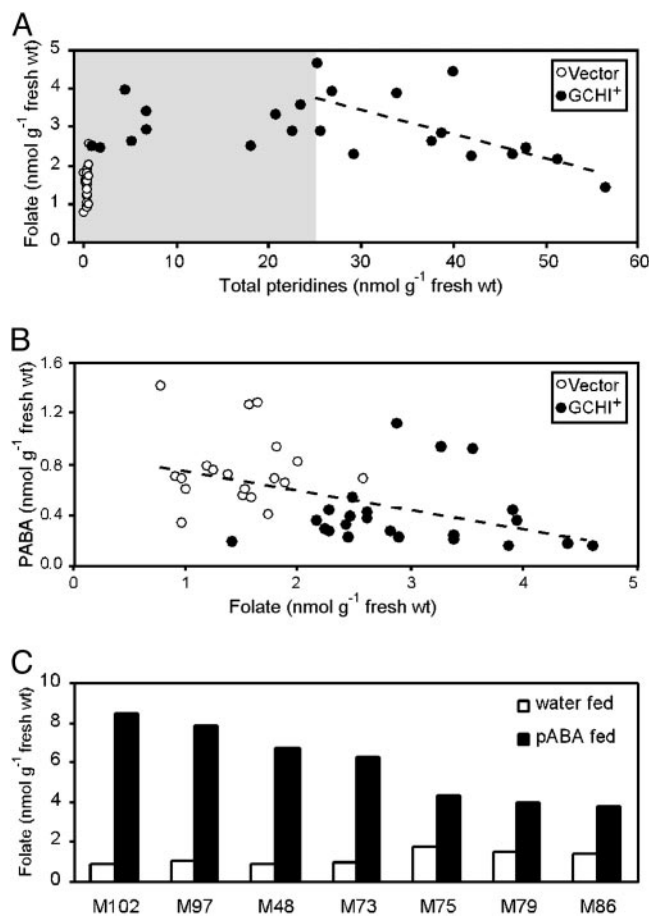 A
Folate (nmol g⁻¹ fresh wt)
5
4
3
2
1
0
Vector
GCHI⁺
0 10 20 30 40 50 60
Total pteridines (nmol g⁻¹ fresh wt)
B
PABA (nmol g⁻¹ fresh wt)
1.6
1.2
0.8
0.4
0.0
Vector
GCHI⁺
0 1 2 3 4 5
Folate (nmol g⁻¹ fresh wt)
C
Folate (nmol g⁻¹ fresh wt)
10
8
6
4
2
0
water fed
pABA fed
M102 M97 M48 M73 M75 M79 M86